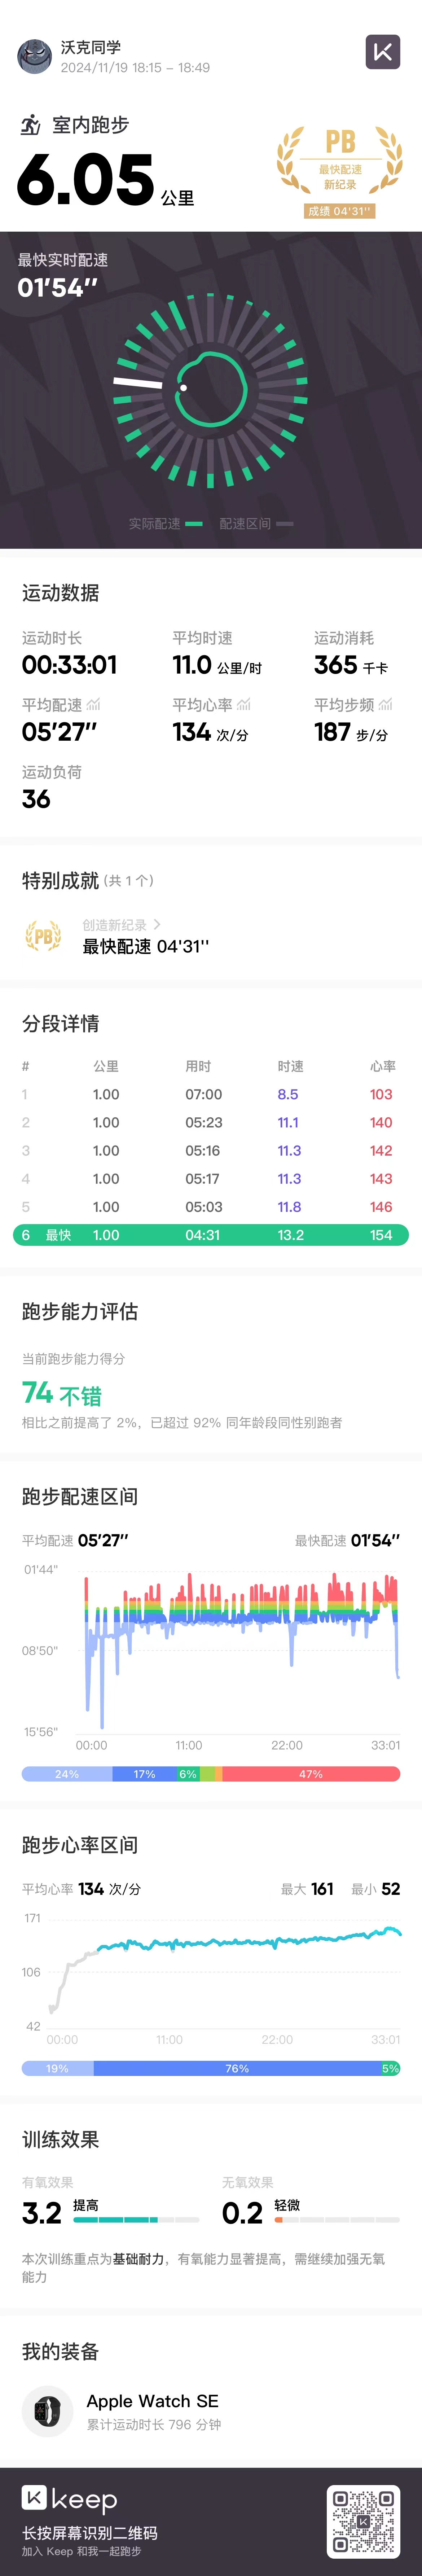 沃克同学
2024/11/19 18:15 – 18:49
室内跑步
6.05 公里
PB
最快配速
新纪录
成绩 04'31''
最快实时配速
01'54''
实际配速 配速区间
运动数据
运动时长 平均时速 运动消耗
00:33:01 11.0 公里/时 365 千卡
平均配速 平均心率 平均步频
05'27'' 134 次/分 187 步/分
运动负荷
36
特别成就 (共 1 个)
PB
创造新纪录
最快配速 04'31''
分段详情
# 公里 用时 时速 心率
1 1.00 07:00 8.5 103
2 1.00 05:23 11.1 140
3 1.00 05:16 11.3 142
4 1.00 05:17 11.3 143
5 1.00 05:03 11.8 146
6 最快 1.00 04:31 13.2 154
跑步能力评估
当前跑步能力得分
74 不错
相比之前提高了 2%，已超过 92% 同年龄段同性别跑者
跑步配速区间
平均配速 05'27'' 最快配速 01'54''
01'44''
08'50''
15'56''
00:00 11:00 22:00 33:01
24% 17% 6% 47%
跑步心率区间
平均心率 134 次/分 最大 161 最小 52
171
106
42
00:00 11:00 22:00 33:01
19% 76% 5%
训练效果
有氧效果 无氧效果
3.2 提高 0.2 轻微
本次训练重点为基础耐力，有氧能力显著提高，需继续加强无氧
能力
我的装备
Apple Watch SE
累计运动时长 796 分钟
keep
长按屏幕识别二维码
加入 Keep 和我一起跑步